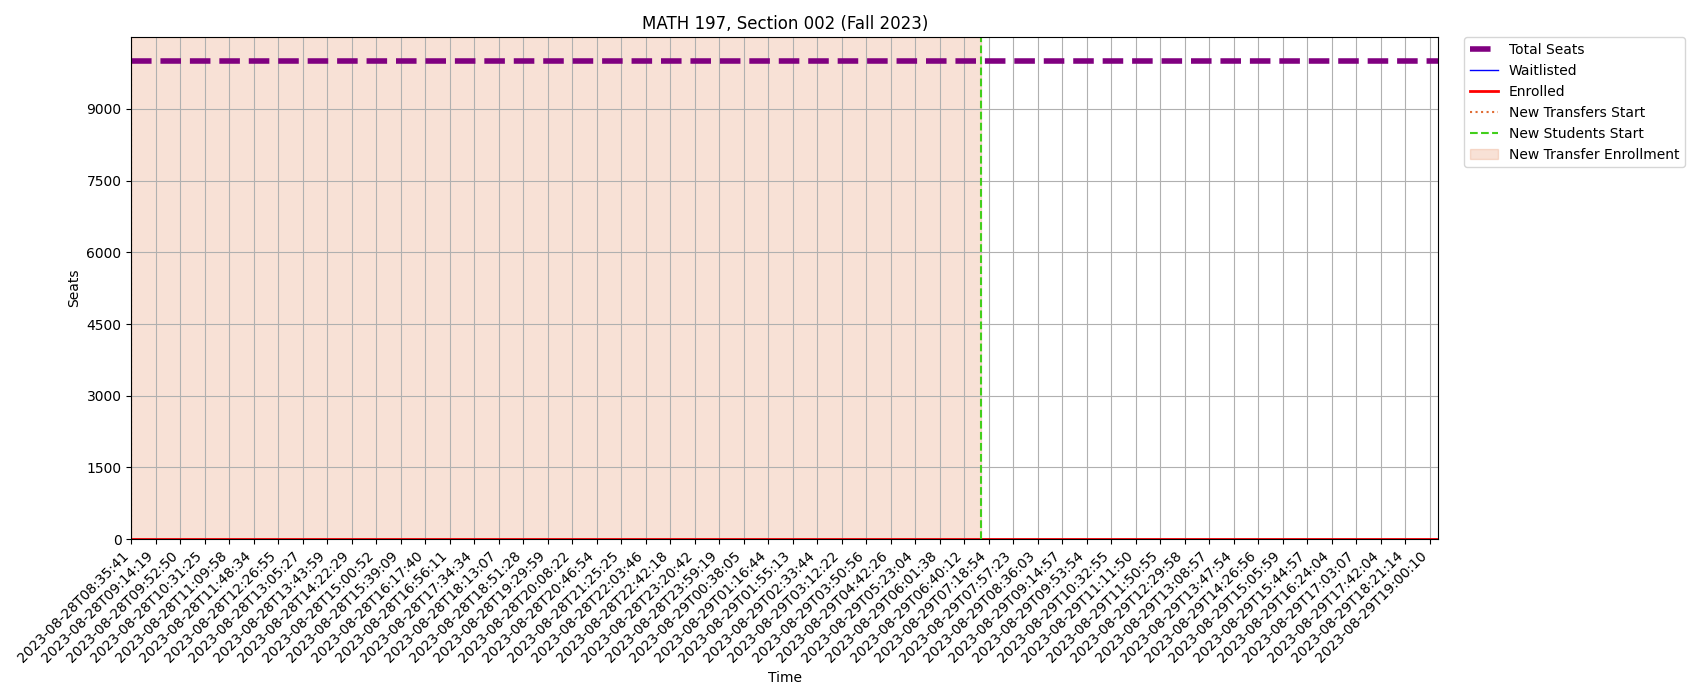 MATH 197, Section 002 (Fall 2023)
Total Seats
Waitlisted
Enrolled
New Transfers Start
New Students Start
New Transfer Enrollment
Seats
9000
7500
6000
4500
3000
1500
0
2023-08-28T08:35:41
2023-08-28T09:14:19
2023-08-28T09:52:50
2023-08-28T10:31:25
2023-08-28T11:09:58
2023-08-28T11:48:34
2023-08-28T12:26:55
2023-08-28T13:05:27
2023-08-28T13:43:59
2023-08-28T14:22:29
2023-08-28T15:00:52
2023-08-28T15:39:09
2023-08-28T16:17:40
2023-08-28T16:56:11
2023-08-28T17:34:34
2023-08-28T18:13:07
2023-08-28T18:51:28
2023-08-28T19:29:59
2023-08-28T20:08:22
2023-08-28T20:46:54
2023-08-28T21:25:25
2023-08-28T22:03:46
2023-08-28T22:42:18
2023-08-28T23:20:42
2023-08-28T23:59:19
2023-08-29T00:38:05
2023-08-29T01:16:44
2023-08-29T01:55:13
2023-08-29T02:33:44
2023-08-29T03:12:22
2023-08-29T03:50:56
2023-08-29T04:42:26
2023-08-29T05:23:04
2023-08-29T06:01:38
2023-08-29T06:40:12
2023-08-29T07:18:54
2023-08-29T07:57:23
2023-08-29T08:36:03
2023-08-29T09:14:57
2023-08-29T09:53:54
2023-08-29T10:32:55
2023-08-29T11:11:50
2023-08-29T11:50:55
2023-08-29T12:29:58
2023-08-29T13:08:57
2023-08-29T13:47:54
2023-08-29T14:26:56
2023-08-29T15:05:59
2023-08-29T15:44:57
2023-08-29T16:24:04
2023-08-29T17:03:07
2023-08-29T17:42:04
2023-08-29T18:21:14
2023-08-29T19:00:10
Time